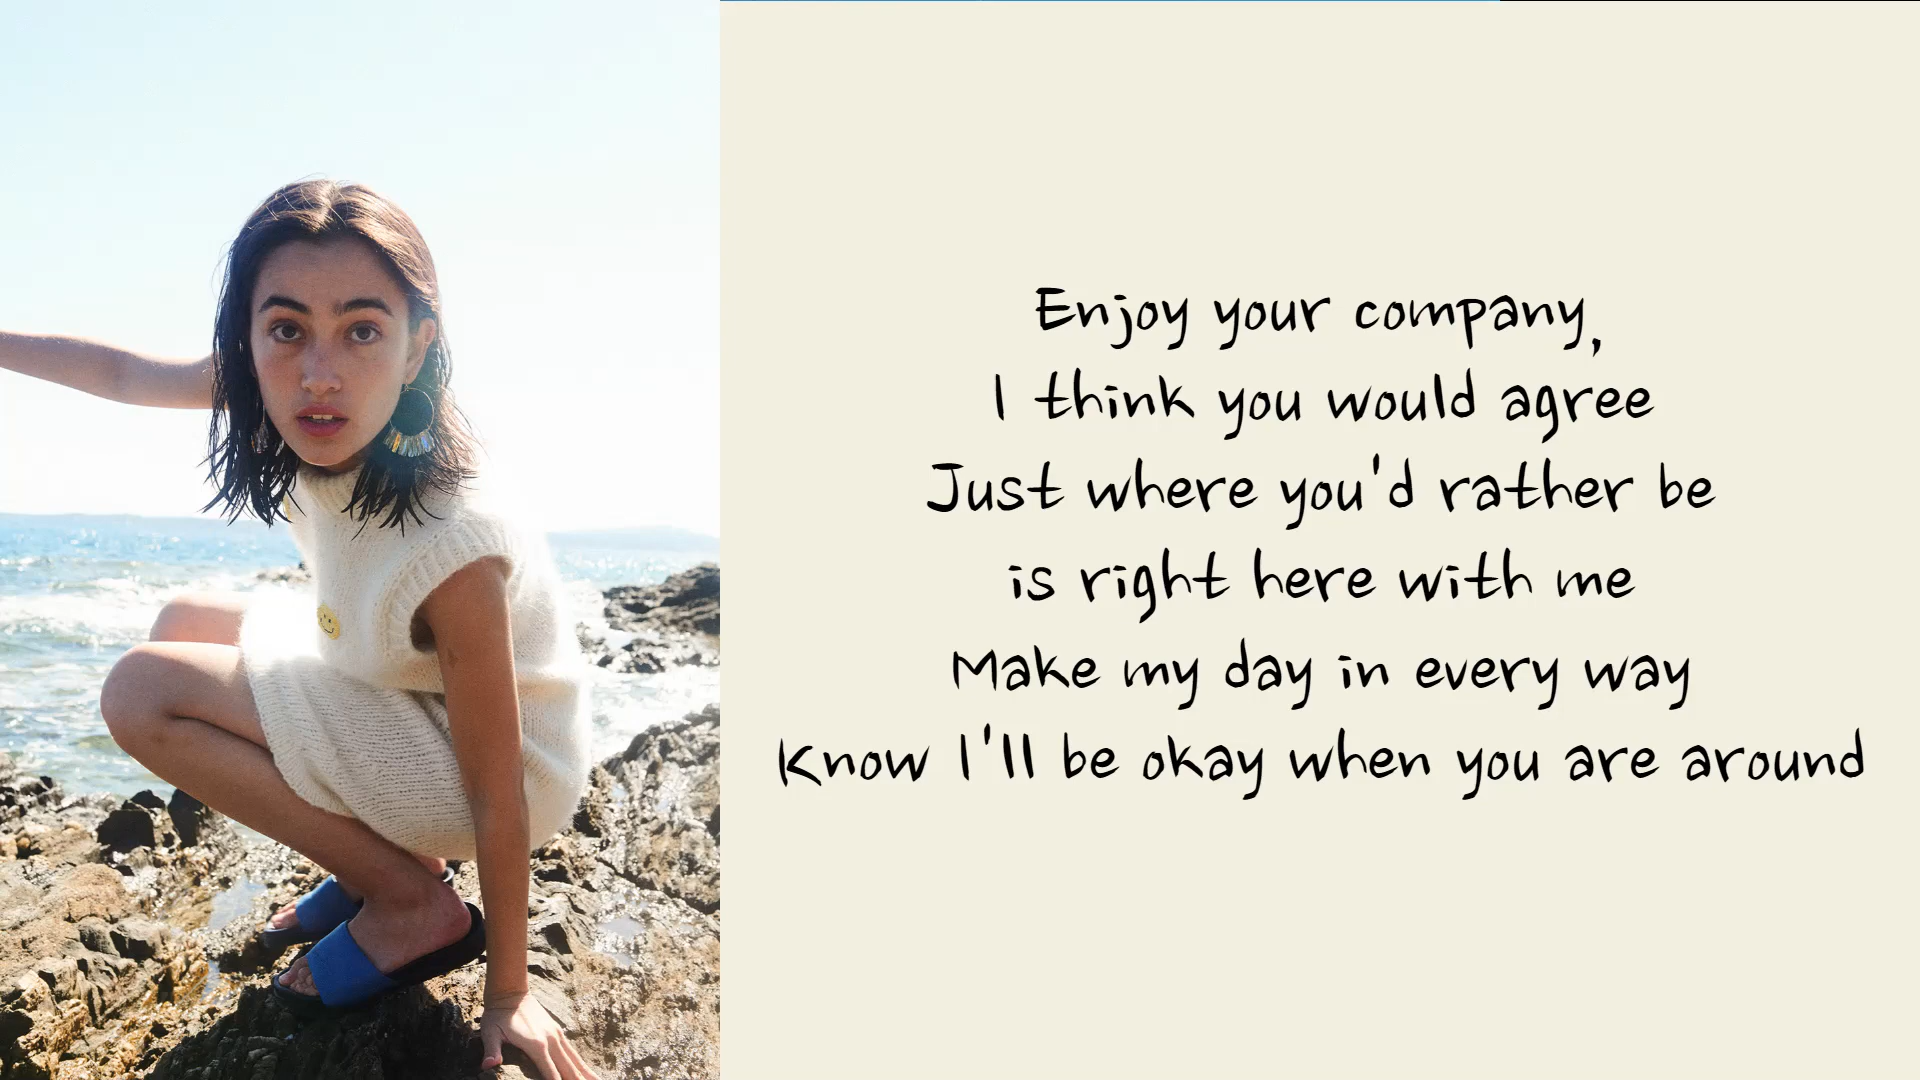 Enjoy your company,
I think you would agree
Just where you'd rather be
is right here with me
Make my day in every way
Know I'll be okay when you are around